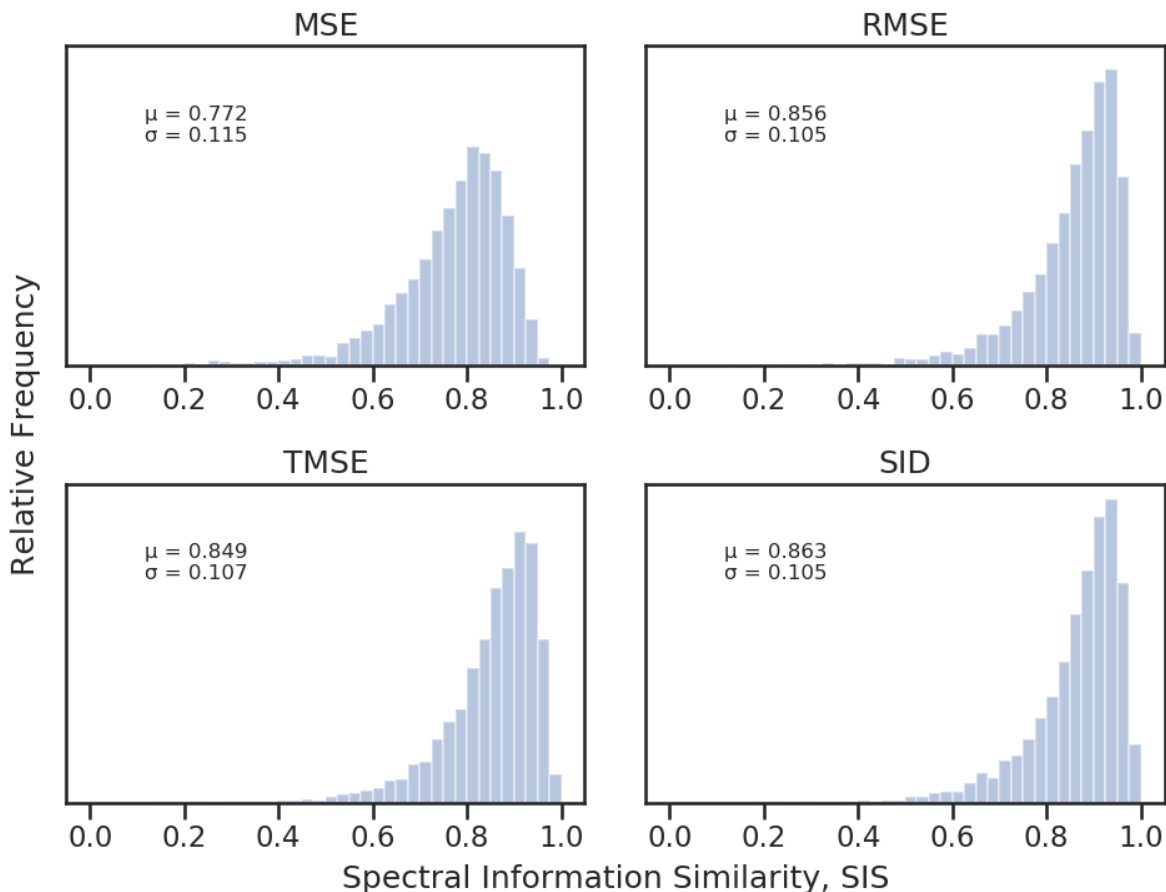 MSE
μ = 0.772
σ = 0.115
0.0 0.2 0.4 0.6 0.8 1.0
RMSE
μ = 0.856
σ = 0.105
0.0 0.2 0.4 0.6 0.8 1.0
TMSE
μ = 0.849
σ = 0.107
0.0 0.2 0.4 0.6 0.8 1.0
SID
μ = 0.863
σ = 0.105
0.0 0.2 0.4 0.6 0.8 1.0
Relative Frequency
Spectral Information Similarity, SIS